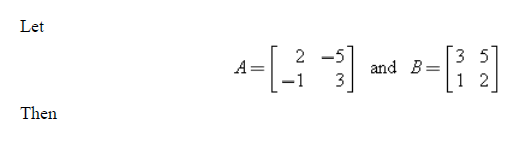 Let
A = [ 2 −5 ; −1 3 ] and B = [ 3 5 ; 1 2 ]
Then